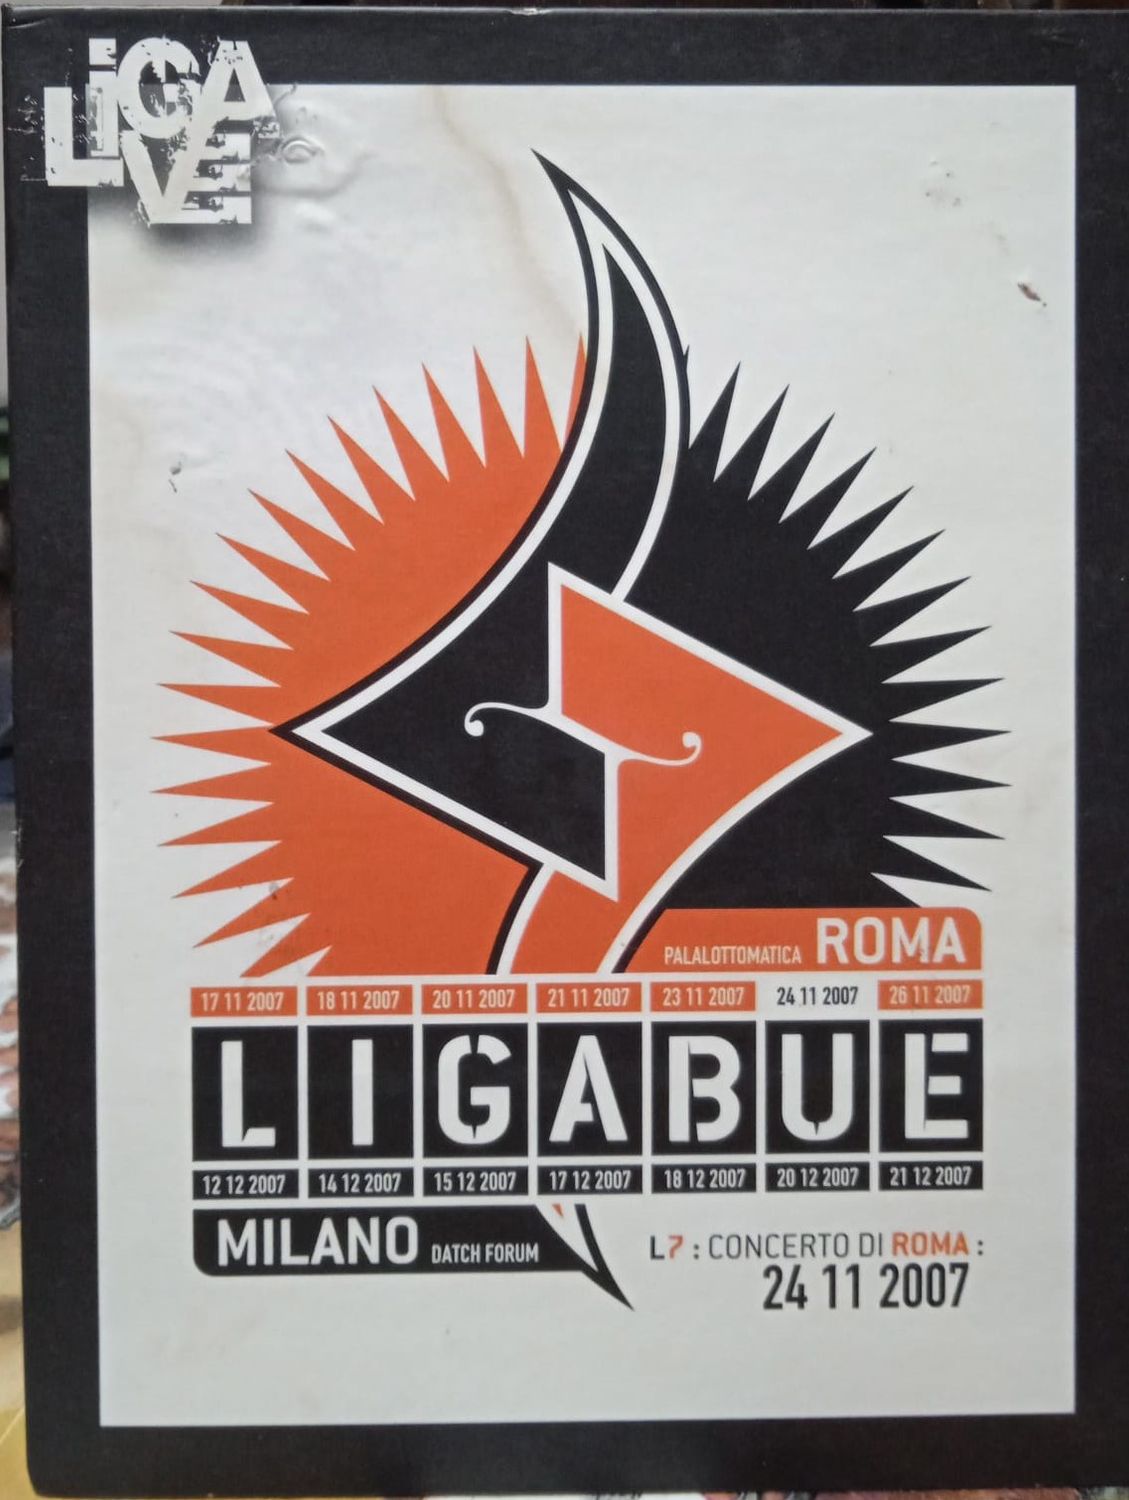 LIGA
LIVE
PALALOTTOMATICA ROMA
17 11 2007 18 11 2007 20 11 2007 21 11 2007 23 11 2007 24 11 2007 26 11 2007
LIGABUE
12 12 2007 14 12 2007 15 12 2007 17 12 2007 18 12 2007 20 12 2007 21 12 2007
MILANO DATCH FORUM
L7 : CONCERTO DI ROMA :
24 11 2007